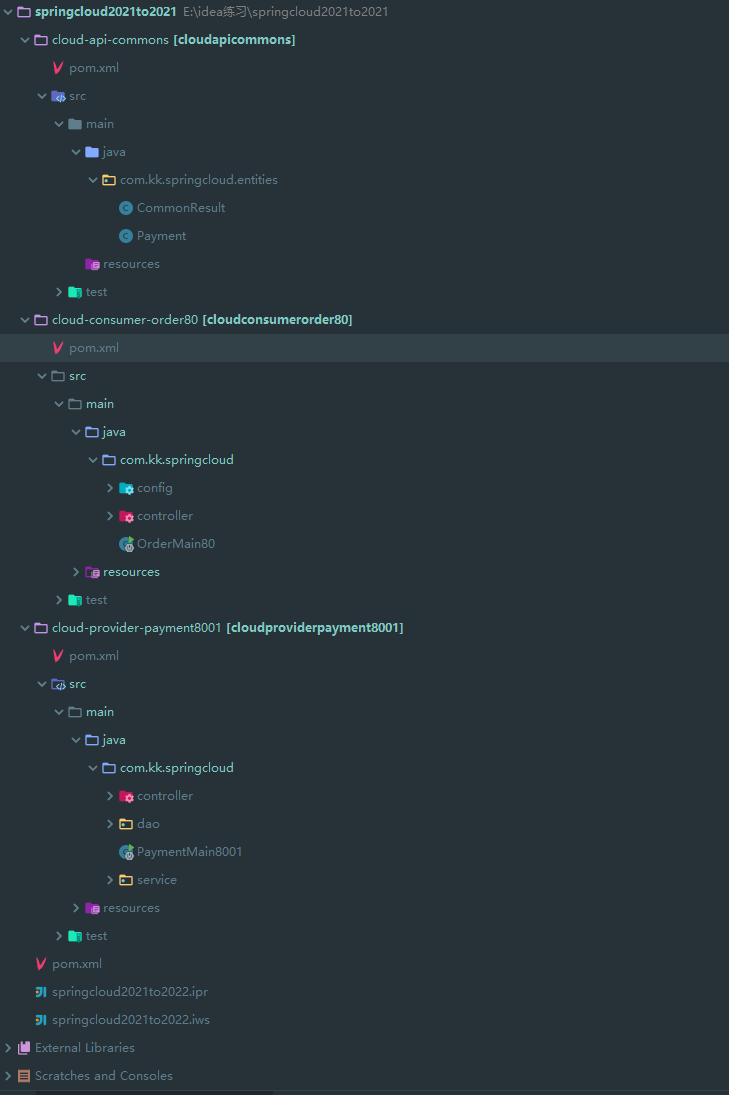 springcloud2021to2021 E:\idea练习\springcloud2021to2021
cloud-api-commons [cloudapicommons]
pom.xml
src
main
java
com.kk.springcloud.entities
CommonResult
Payment
resources
test
cloud-consumer-order80 [cloudconsumerorder80]
pom.xml
src
main
java
com.kk.springcloud
config
controller
OrderMain80
resources
test
cloud-provider-payment8001 [cloudproviderpayment8001]
pom.xml
src
main
java
com.kk.springcloud
controller
dao
PaymentMain8001
service
resources
test
pom.xml
springcloud2021to2022.ipr
springcloud2021to2022.iws
External Libraries
Scratches and Consoles